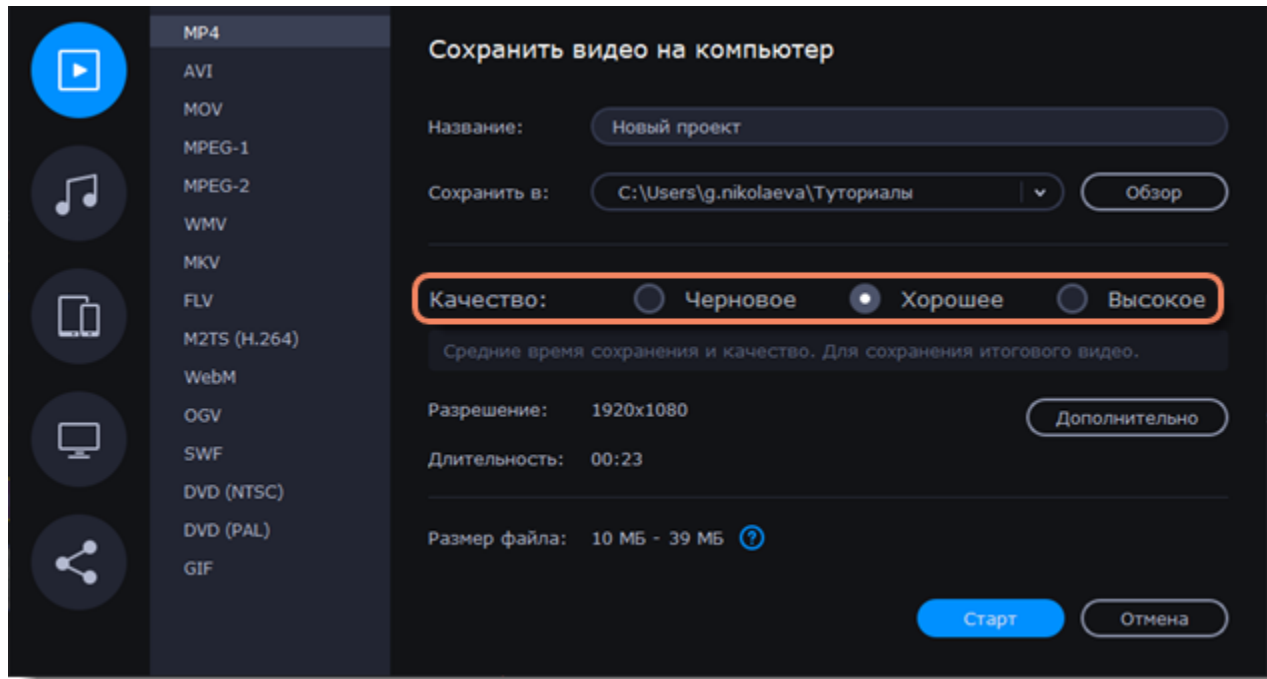 MP4
AVI
MOV
MPEG-1
MPEG-2
WMV
MKV
FLV
M2TS (H.264)
WebM
OGV
SWF
DVD (NTSC)
DVD (PAL)
GIF
Сохранить видео на компьютер
Название: Новый проект
Сохранить в: C:\Users\g.nikolaeva\Туториалы Обзор
Качество: Черновое Хорошее Высокое
Средние время сохранения и качество. Для сохранения итогового видео.
Разрешение: 1920x1080 Дополнительно
Длительность: 00:23
Размер файла: 10 МБ - 39 МБ ?
Старт Отмена